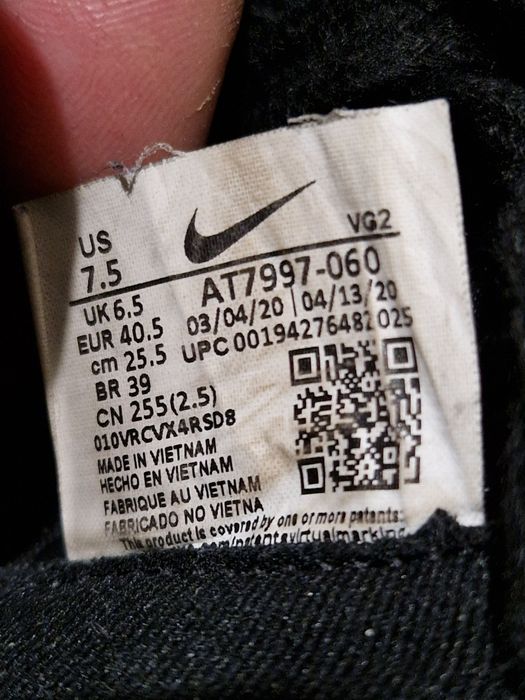 US
7.5
UK 6.5
EUR 40.5
cm 25.5
BR 39
CN 255(2.5)
010VRCVX4RSD8
MADE IN VIETNAM
HECHO EN VIETNAM
FABRIQUE AU VIETNAM
FABRICADO NO VIETNA
This product is covered by one or more patents:
VG2
AT7997-060
03/04/20 | 04/13/20
UPC 00194276482025